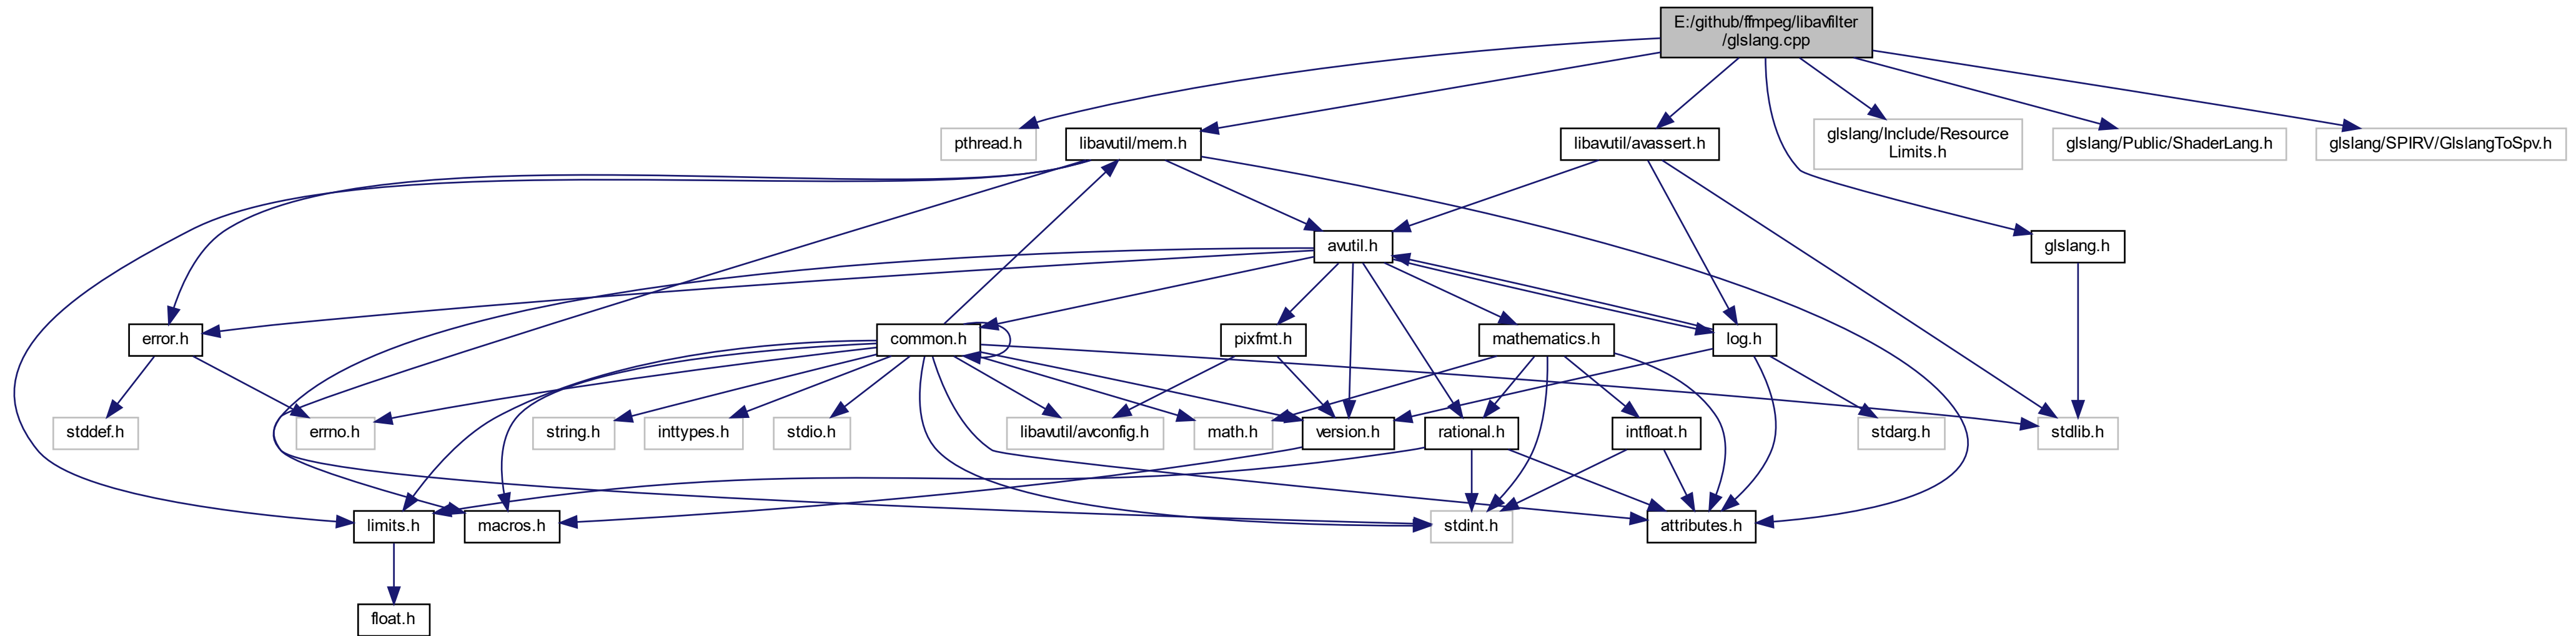 E:/github/ffmpeg/libavfilter
/glslang.cpp
pthread.h
libavutil/mem.h
libavutil/avassert.h
glslang/Include/Resource
Limits.h
glslang/Public/ShaderLang.h
glslang/SPIRV/GlslangToSpv.h
avutil.h
glslang.h
error.h
common.h
pixfmt.h
mathematics.h
log.h
stddef.h
errno.h
string.h
inttypes.h
stdio.h
libavutil/avconfig.h
math.h
version.h
rational.h
intfloat.h
stdarg.h
stdlib.h
limits.h
macros.h
stdint.h
attributes.h
float.h